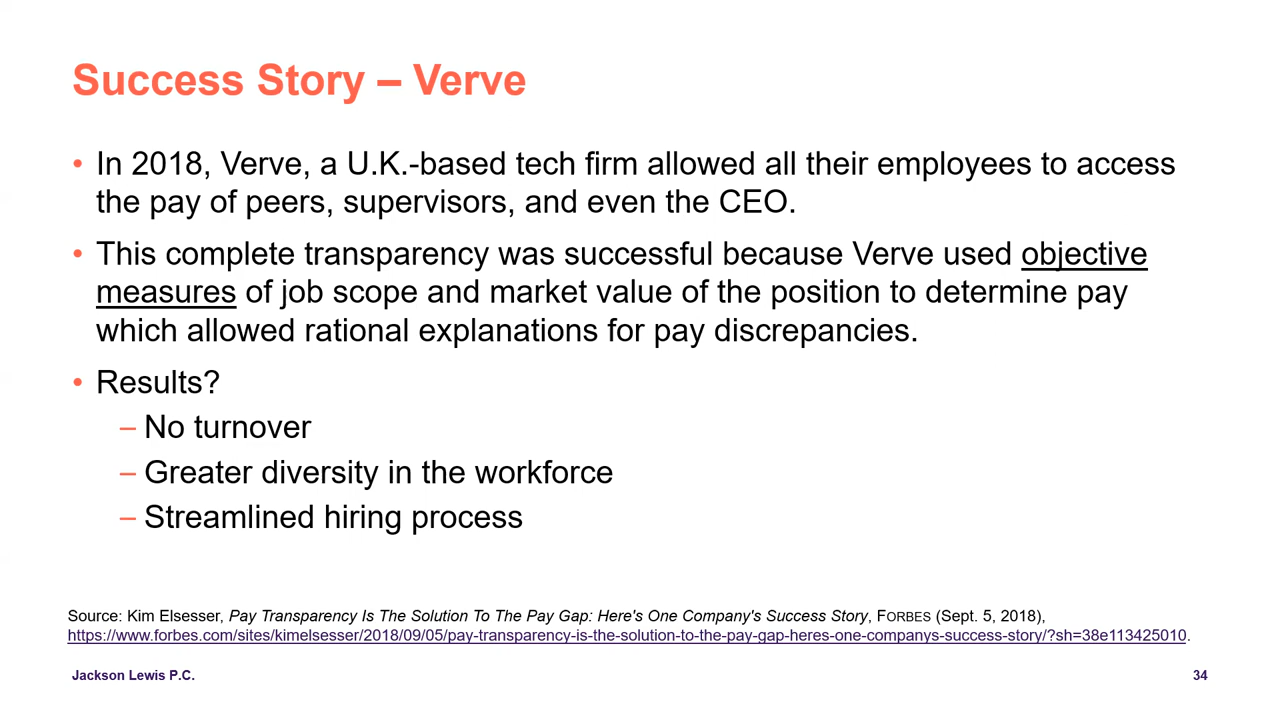 Success Story – Verve
• In 2018, Verve, a U.K.-based tech firm allowed all their employees to access
the pay of peers, supervisors, and even the CEO.
• This complete transparency was successful because Verve used objective
measures of job scope and market value of the position to determine pay
which allowed rational explanations for pay discrepancies.
• Results?
– No turnover
– Greater diversity in the workforce
– Streamlined hiring process
Source: Kim Elsesser, Pay Transparency Is The Solution To The Pay Gap: Here's One Company's Success Story, FORBES (Sept. 5, 2018),
https://www.forbes.com/sites/kimelsesser/2018/09/05/pay-transparency-is-the-solution-to-the-pay-gap-heres-one-companys-success-story/?sh=38e113425010.
Jackson Lewis P.C.
34